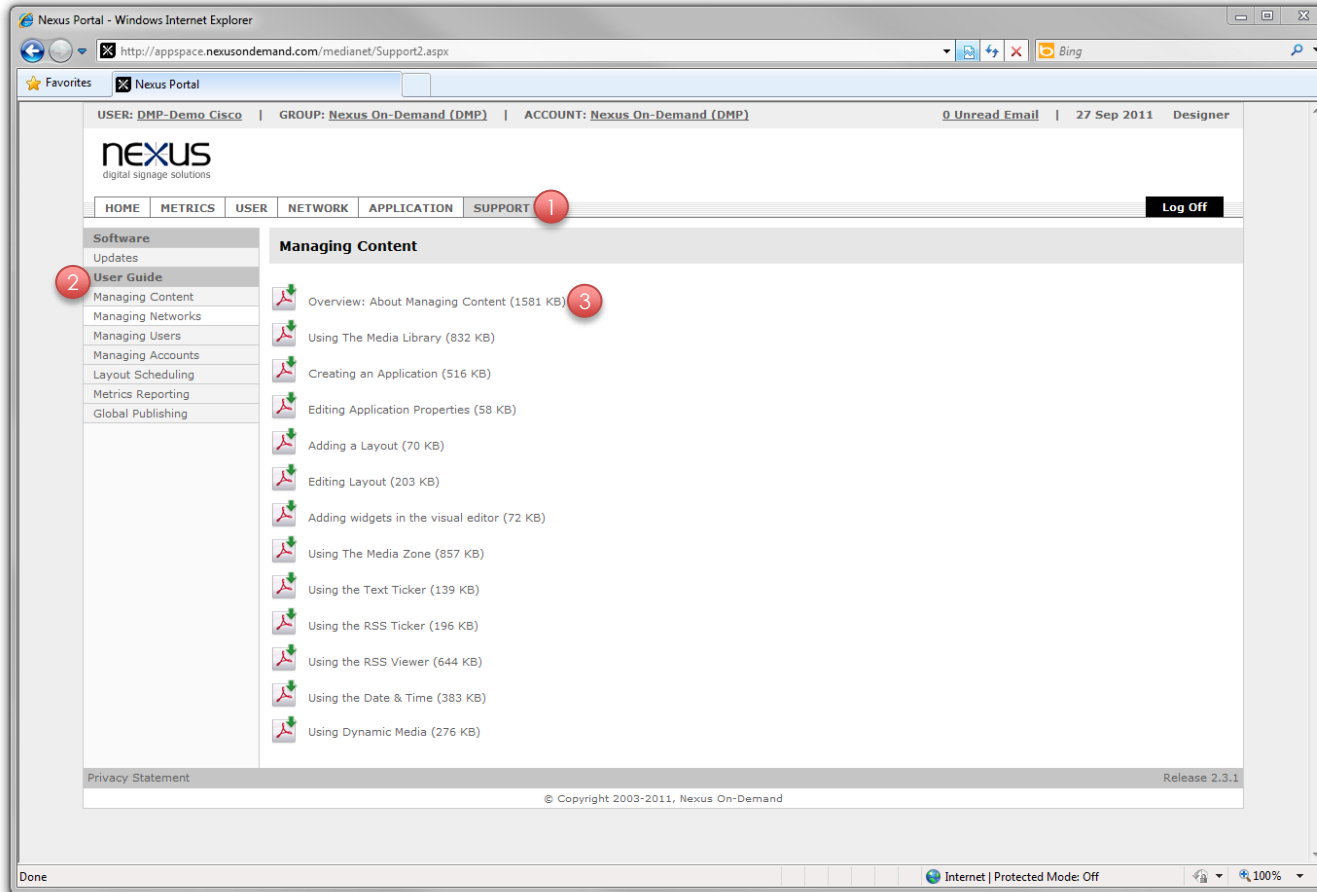 Nexus Portal - Windows Internet Explorer
http://appspace.nexusondemand.com/medianet/Support2.aspx
Bing
Favorites
Nexus Portal
USER: DMP-Demo Cisco | GROUP: Nexus On-Demand (DMP) | ACCOUNT: Nexus On-Demand (DMP) 0 Unread Email | 27 Sep 2011 Designer
nexus
digital signage solutions
HOME METRICS USER NETWORK APPLICATION SUPPORT 1 Log Off
Software
Updates
2 User Guide
Managing Content
Managing Networks
Managing Users
Managing Accounts
Layout Scheduling
Metrics Reporting
Global Publishing
Managing Content
Overview: About Managing Content (1581 KB) 3
Using The Media Library (832 KB)
Creating an Application (516 KB)
Editing Application Properties (58 KB)
Adding a Layout (70 KB)
Editing Layout (203 KB)
Adding widgets in the visual editor (72 KB)
Using The Media Zone (857 KB)
Using the Text Ticker (139 KB)
Using the RSS Ticker (196 KB)
Using the RSS Viewer (644 KB)
Using the Date & Time (383 KB)
Using Dynamic Media (276 KB)
Privacy Statement Release 2.3.1
© Copyright 2003-2011, Nexus On-Demand
Done Internet | Protected Mode: Off 100%